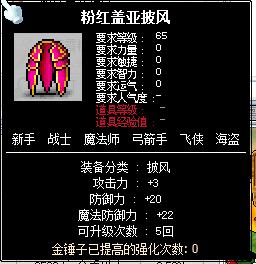 粉红盖亚披风
要求等级： 65
要求力量： 0
要求敏捷： 0
要求智力： 0
要求运气： 0
要求人气度： -
道具等级： -
道具经验值： -
新手 战士 魔法师 弓箭手 飞侠 海盗
装备分类 : 披风
攻击力 : +3
防御力 : +20
魔法防御力 : +22
可升级次数 : 5回
金锤子已提高的强化次数: 0